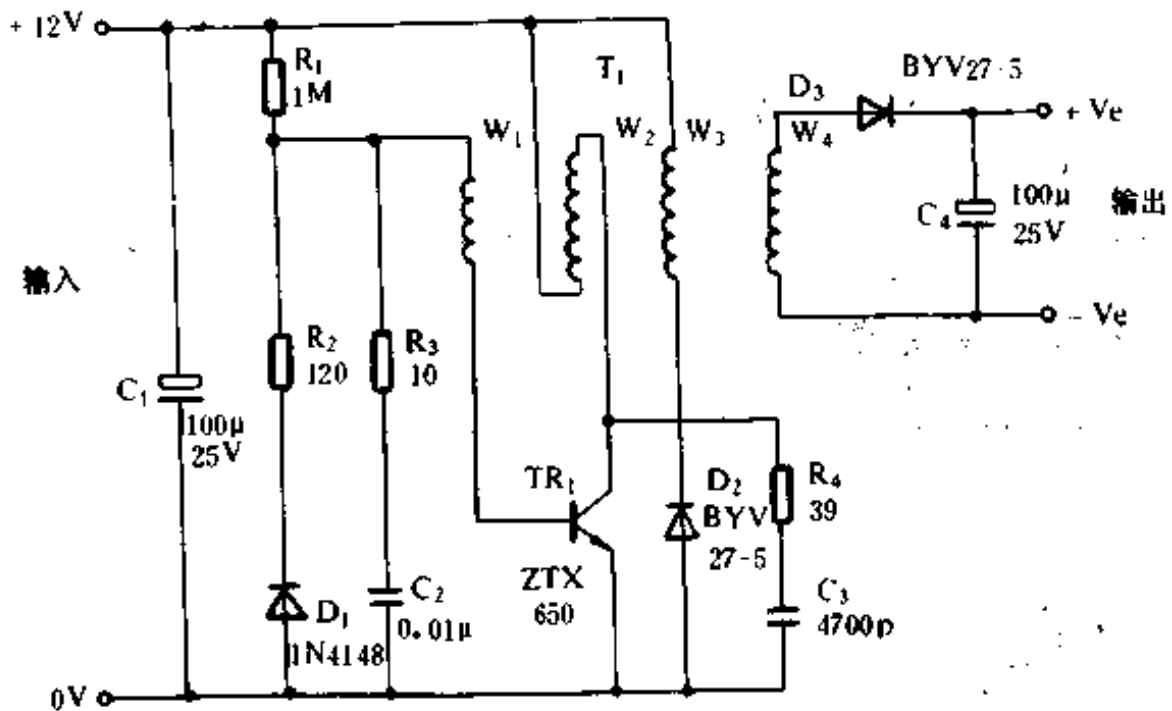 +12V
R₁
1M
T₁
D₃
BYV27-5
W₁
W₂
W₃
W₄
+Ve
C₄
100μ
25V
输出
输入
-Ve
R₂
120
R₃
10
C₁
100μ
25V
TR₁
D₂
BYV
27-5
R₄
39
ZTX
650
D₁
1N4148
C₂
0.01μ
C₃
4700p
0V